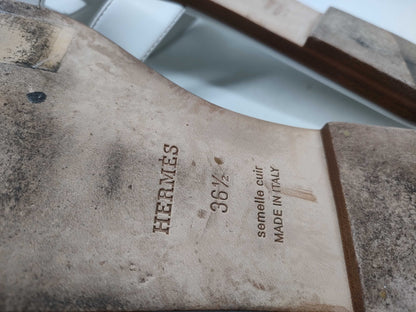 HERMÈS
36½
semelle cuir
MADE IN ITALY